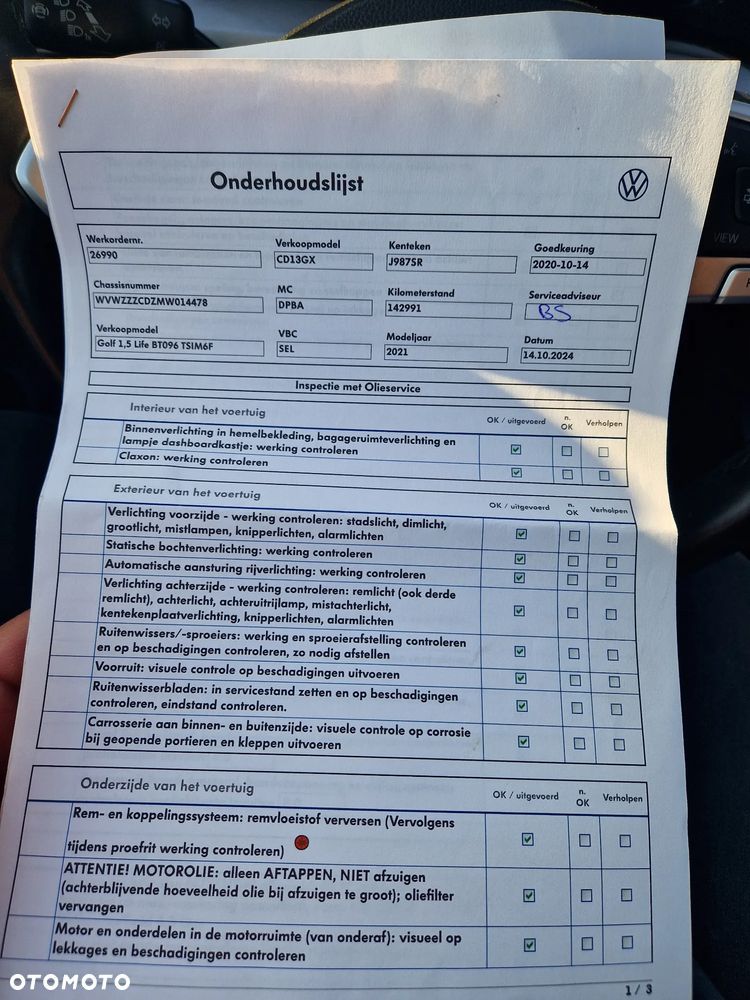 Onderhoudslijst
Werkordernr.
26990
Verkoopmodel
CD13GX
Kenteken
J987SR
Goedkeuring
2020-10-14
Chassisnummer
WVWZZZCDZMW014478
MC
DPBA
Kilometerstand
142991
Serviceadviseur
BS
Verkoopmodel
Golf 1,5 Life BT096 TSIM6F
VBC
SEL
Modeljaar
2021
Datum
14.10.2024
Inspectie met Olieservice
Interieur van het voertuig
OK / uitgevoerd
n.
OK
Verholpen
Binnenverlichting in hemelbekleding, bagageruimteverlichting en
lampje dashboardkastje: werking controleren
Claxon: werking controleren
Exterieur van het voertuig
OK / uitgevoerd
n.
OK
Verholpen
Verlichting voorzijde - werking controleren: stadslicht, dimlicht,
grootlicht, mistlampen, knipperlichten, alarmlichten
Statische bochtenverlichting: werking controleren
Automatische aansturing rijverlichting: werking controleren
Verlichting achterzijde - werking controleren: remlicht (ook derde
remlicht), achterlicht, achteruitrijlamp, mistachterlicht,
kentekenplaatverlichting, knipperlichten, alarmlichten
Ruitenwissers/-sproeiers: werking en sproeierafstelling controleren
en op beschadigingen controleren, zo nodig afstellen
Voorruit: visuele controle op beschadigingen uitvoeren
Ruitenwisserbladen: in servicestand zetten en op beschadigingen
controleren, eindstand controleren.
Carrosserie aan binnen- en buitenzijde: visuele controle op corrosie
bij geopende portieren en kleppen uitvoeren
Onderzijde van het voertuig
OK / uitgevoerd
n.
OK
Verholpen
Rem- en koppelingssysteem: remvloeistof verversen (Vervolgens
tijdens proefrit werking controleren)
ATTENTIE! MOTOROLIE: alleen AFTAPPEN, NIET afzuigen
(achterblijvende hoeveelheid olie bij afzuigen te groot); oliefilter
vervangen
Motor en onderdelen in de motorruimte (van onderaf): visueel op
lekkages en beschadigingen controleren
1 / 3
VIEW
OTOMOTO